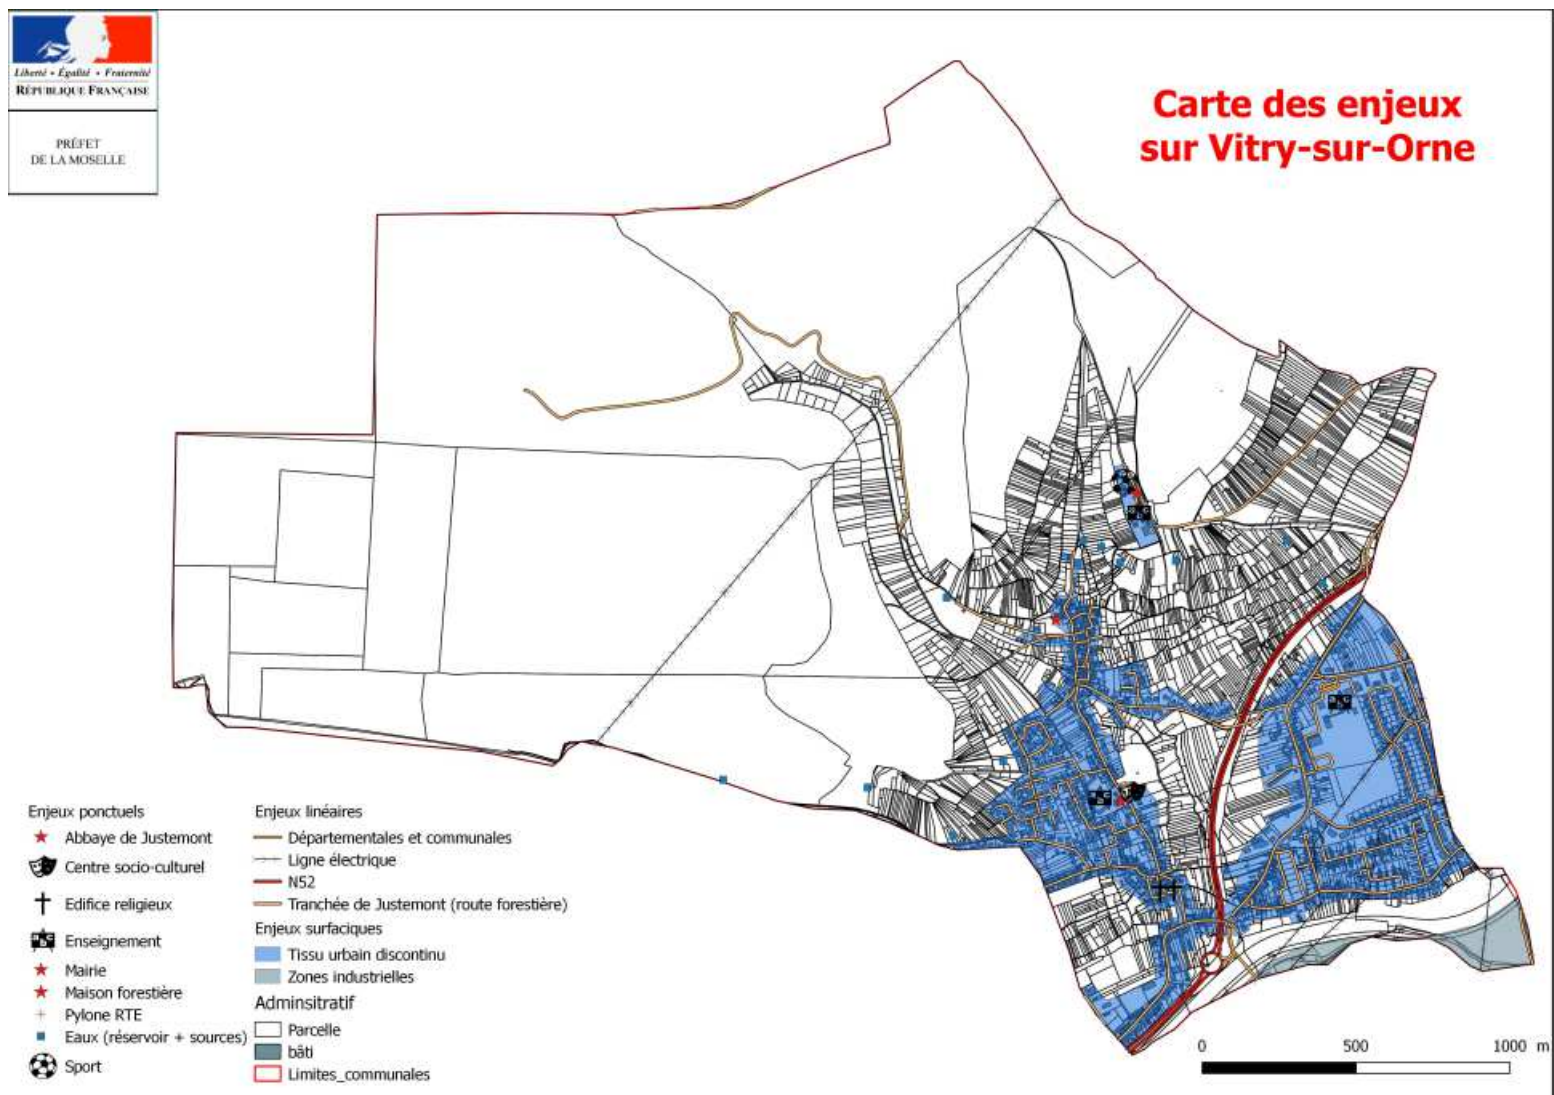 Liberté • Égalité • Fraternité
RÉPUBLIQUE FRANÇAISE
PRÉFET
DE LA MOSELLE
Carte des enjeux
sur Vitry-sur-Orne
Enjeux ponctuels
Abbaye de Justemont
Centre socio-culturel
Edifice religieux
Enseignement
Mairie
Maison forestière
Pylone RTE
Eaux (réservoir + sources)
Sport
Enjeux linéaires
Départementales et communales
Ligne électrique
N52
Tranchée de Justemont (route forestière)
Enjeux surfaciques
Tissu urbain discontinu
Zones industrielles
Adminsitratif
Parcelle
bâti
Limites_communales
0 500 1000 m